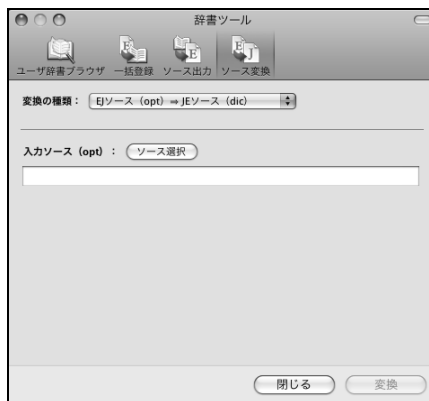 辞書ツール
ユーザ辞書ブラウザ 一括登録 ソース出力 ソース変換
変換の種類： EJソース（opt）⇒JEソース（dic）
入力ソース（opt）： ソース選択
閉じる 変換